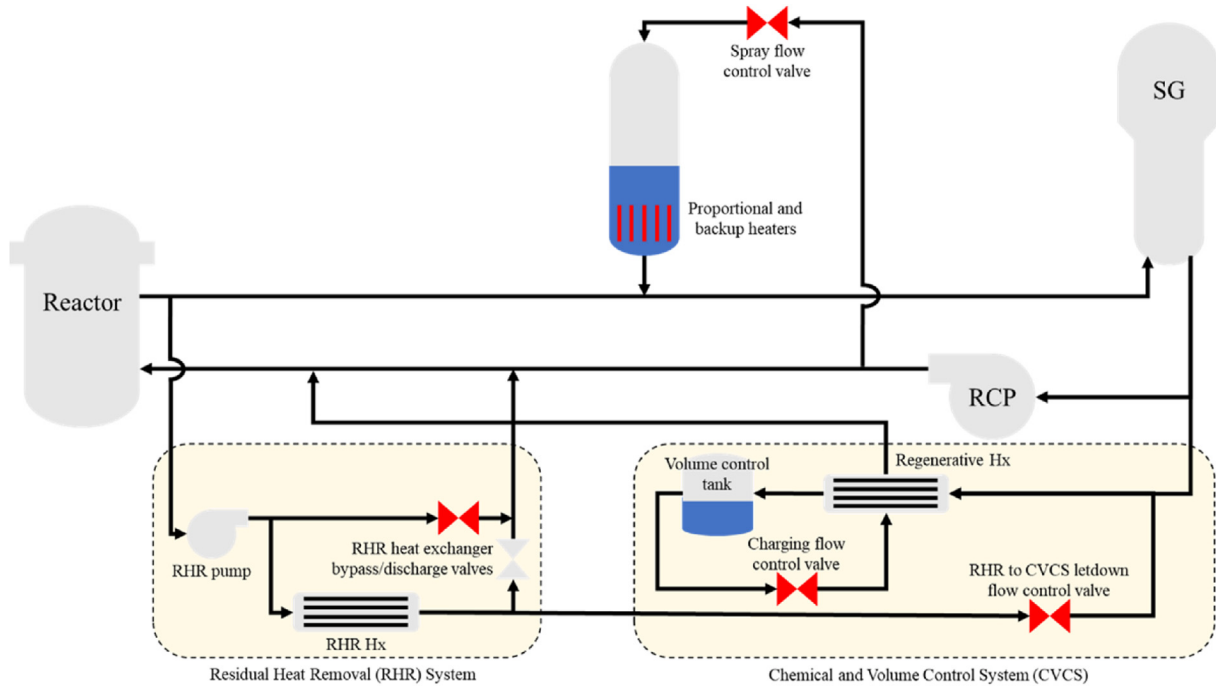 Spray flow
control valve
SG
Proportional and
backup heaters
Reactor
RCP
Regenerative Hx
Volume control
tank
Charging flow
control valve
RHR to CVCS letdown
flow control valve
RHR heat exchanger
bypass/discharge valves
RHR pump
RHR Hx
Residual Heat Removal (RHR) System
Chemical and Volume Control System (CVCS)